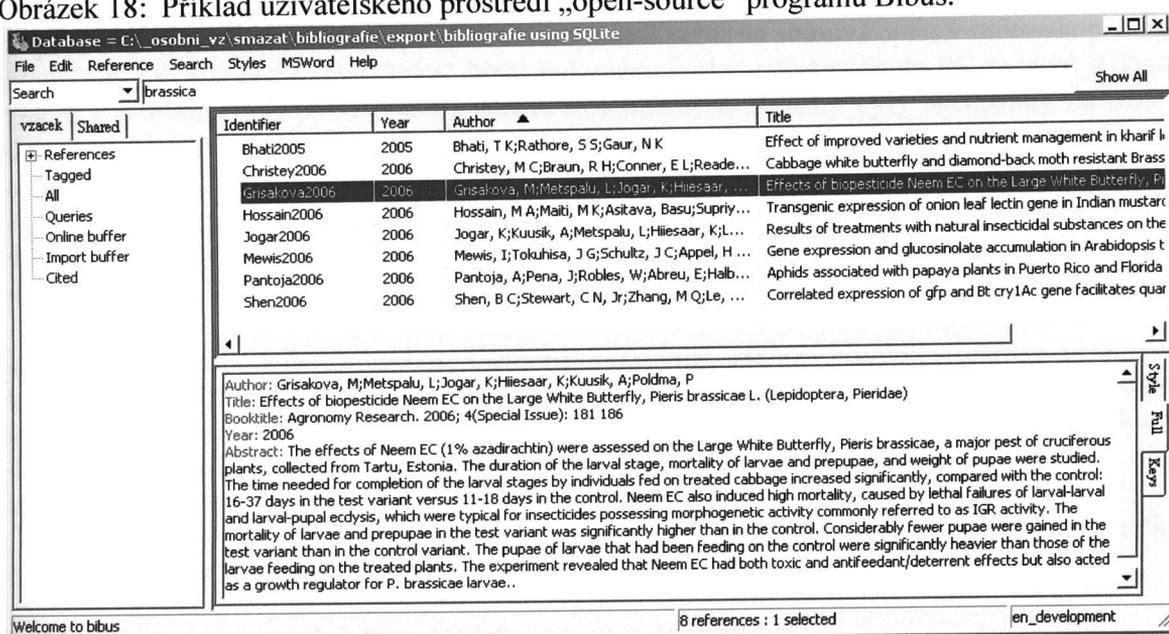 Obrázek 18: Příklad uživatelského prostředí „open-source“ programu Bibus.
Database = C:\_osobni_vz\smazat\bibliografie\export\bibliografie using SQLite
File Edit Reference Search Styles MSWord Help
Search brassica Show All
vzacek Shared
References
Tagged
All
Queries
Online buffer
Import buffer
Cited
Identifier Year Author Title
Bhati2005 2005 Bhati, T K;Rathore, S S;Gaur, N K Effect of improved varieties and nutrient management in kharif l
Christey2006 2006 Christey, M C;Braun, R H;Conner, E L;Reade... Cabbage white butterfly and diamond-back moth resistant Brass
Grisakova2006 2006 Grisakova, M;Metspalu, L;Jogar, K;Hiiesaar, ... Effects of biopesticide Neem EC on the Large White Butterfly, Pi
Hossain2006 2006 Hossain, M A;Maiti, M K;Asitava, Basu;Supriy... Transgenic expression of onion leaf lectin gene in Indian mustarc
Jogar2006 2006 Jogar, K;Kuusik, A;Metspalu, L;Hiiesaar, K;L... Results of treatments with natural insecticidal substances on the
Mewis2006 2006 Mewis, I;Tokuhisa, J G;Schultz, J C;Appel, H ... Gene expression and glucosinolate accumulation in Arabidopsis t
Pantoja2006 2006 Pantoja, A;Pena, J;Robles, W;Abreu, E;Halb... Aphids associated with papaya plants in Puerto Rico and Florida
Shen2006 2006 Shen, B C;Stewart, C N, Jr;Zhang, M Q;Le, ... Correlated expression of gfp and Bt cry1Ac gene facilitates quar
Author: Grisakova, M;Metspalu, L;Jogar, K;Hiiesaar, K;Kuusik, A;Poldma, P
Title: Effects of biopesticide Neem EC on the Large White Butterfly, Pieris brassicae L. (Lepidoptera, Pieridae)
Booktitle: Agronomy Research. 2006; 4(Special Issue): 181 186
Year: 2006
Abstract: The effects of Neem EC (1% azadirachtin) were assessed on the Large White Butterfly, Pieris brassicae, a major pest of cruciferous
plants, collected from Tartu, Estonia. The duration of the larval stage, mortality of larvae and prepupae, and weight of pupae were studied.
The time needed for completion of the larval stages by individuals fed on treated cabbage increased significantly, compared with the control:
16-37 days in the test variant versus 11-18 days in the control. Neem EC also induced high mortality, caused by lethal failures of larval-larval
and larval-pupal ecdysis, which were typical for insecticides possessing morphogenetic activity commonly referred to as IGR activity. The
mortality of larvae and prepupae in the test variant was significantly higher than in the control. Considerably fewer pupae were gained in the
test variant than in the control variant. The pupae of larvae that had been feeding on the control were significantly heavier than those of the
larvae feeding on the treated plants. The experiment revealed that Neem EC had both toxic and antifeedant/deterrent effects but also acted
as a growth regulator for P. brassicae larvae..
Style
Full
Keys
Welcome to bibus 8 references : 1 selected en_development